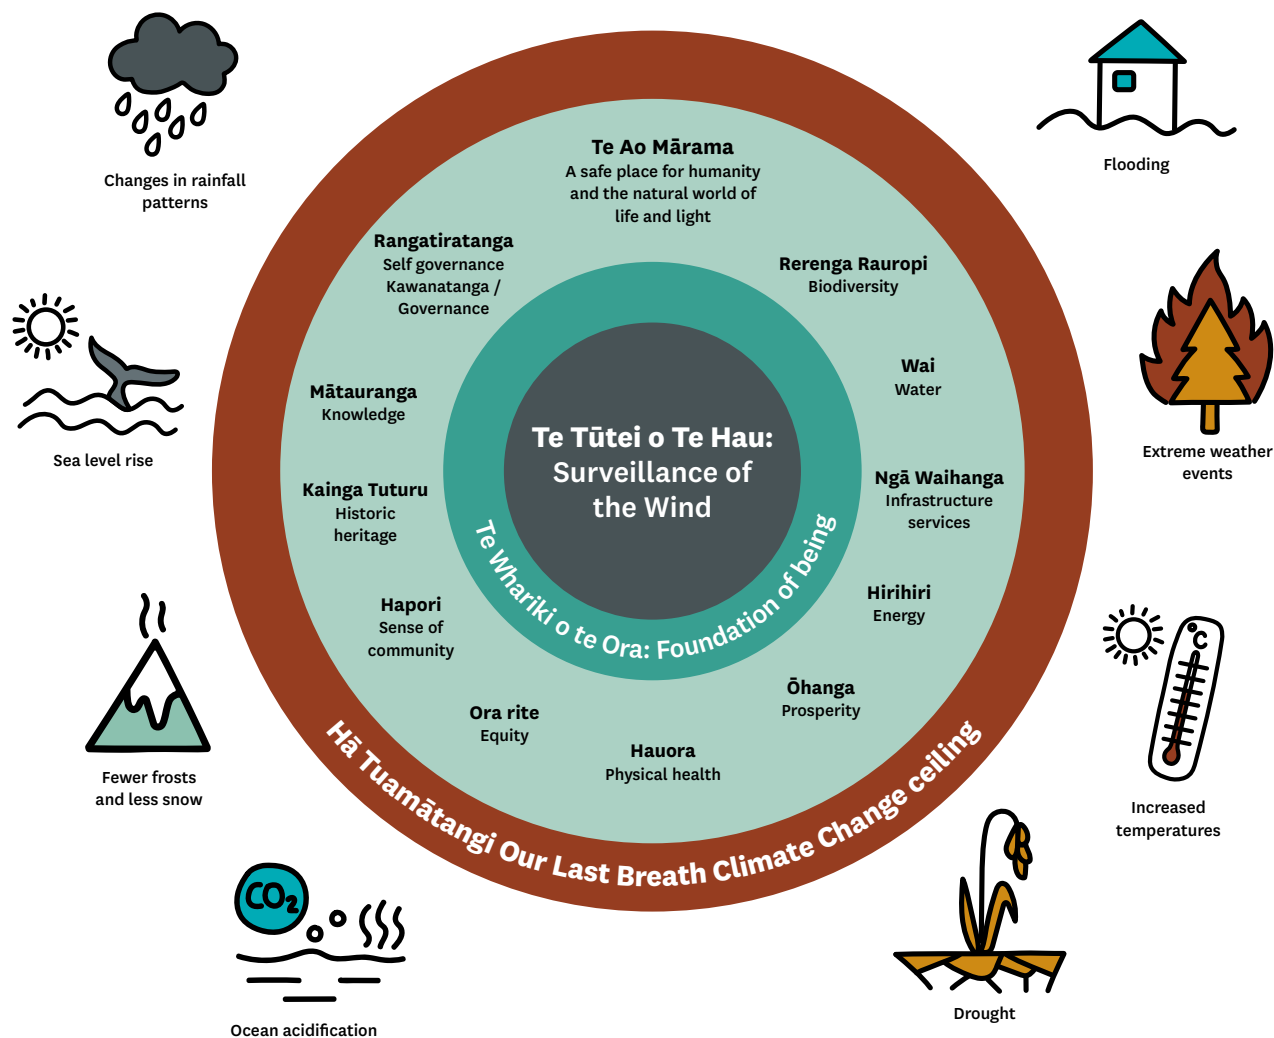 Changes in rainfall
patterns
Flooding
Sea level rise
Extreme weather
events
Fewer frosts
and less snow
°C
Increased
temperatures
CO2
Ocean acidification
Drought
Te Ao Mārama
A safe place for humanity
and the natural world of
life and light
Rangatiratanga
Self governance
Kawanatanga /
Governance
Rerenga Rauropi
Biodiversity
Mātauranga
Knowledge
Wai
Water
Kainga Tuturu
Historic
heritage
Ngā Waihanga
Infrastructure
services
Hapori
Sense of
community
Hirihiri
Energy
Ora rite
Equity
Hauora
Physical health
Ōhanga
Prosperity
Te Tūtei o Te Hau:
Surveillance of
the Wind
Te Whariki o te Ora: Foundation of being
Hā Tuamātangi Our Last Breath Climate Change ceiling